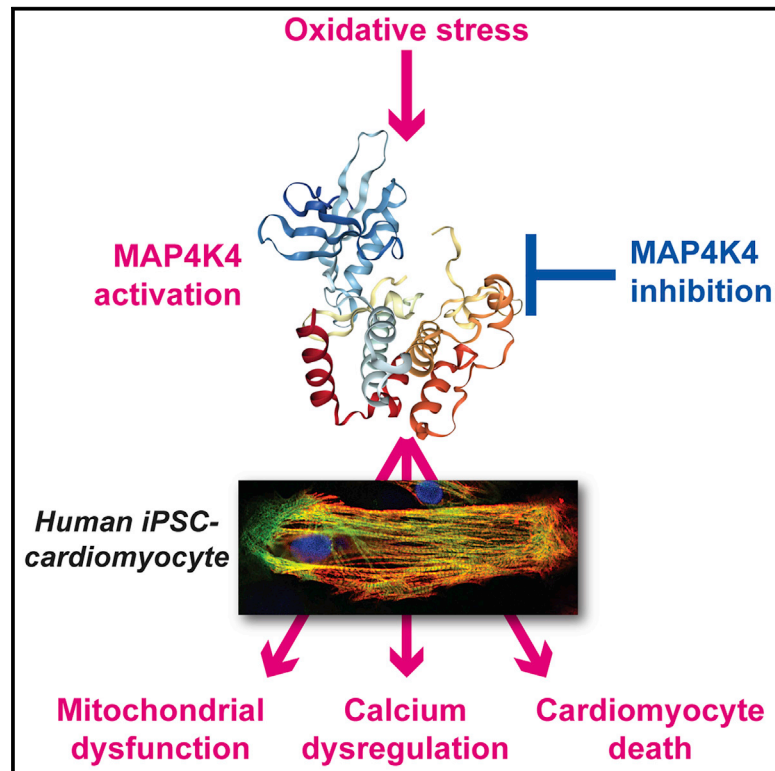 Oxidative stress
MAP4K4
activation
MAP4K4
inhibition
Human iPSC-
cardiomyocyte
Mitochondrial
dysfunction
Calcium
dysregulation
Cardiomyocyte
death